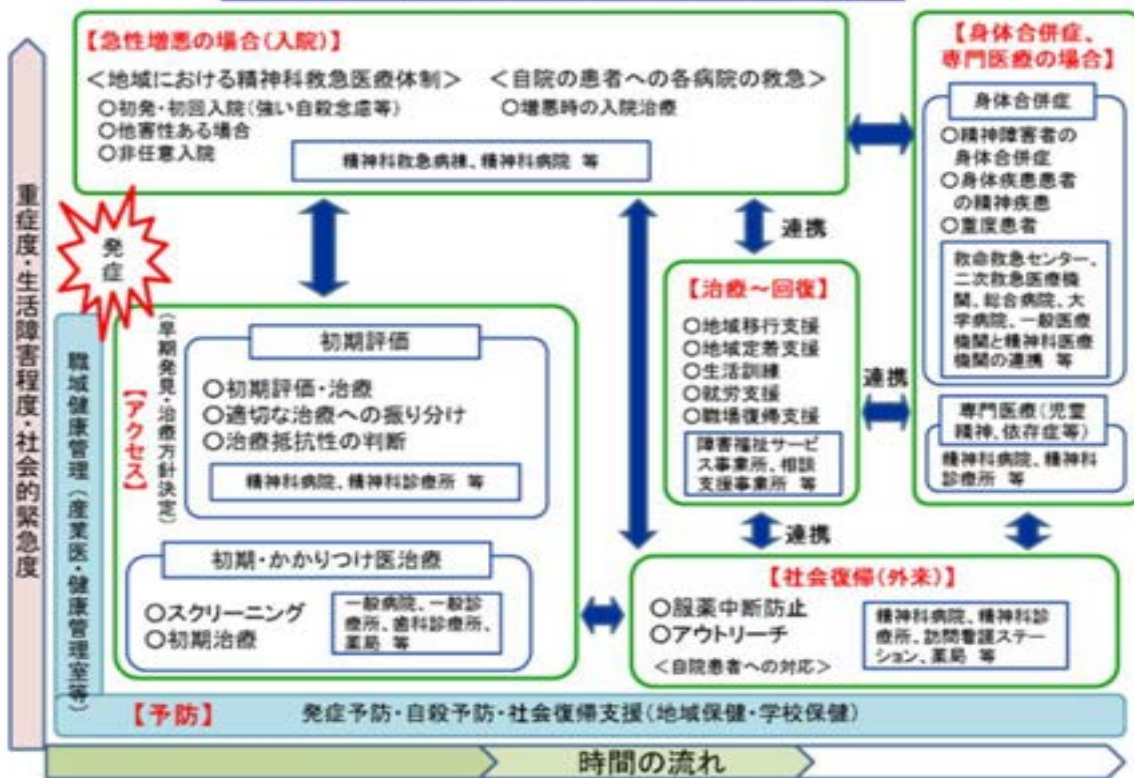 【急性増悪の場合(入院)】
＜地域における精神科救急医療体制＞
○初発・初回入院(強い自殺念慮等)
○他害性ある場合
○非任意入院
＜自院の患者への各病院の救急＞
○増悪時の入院治療
精神科救急病棟、精神科病院 等
【身体合併症、
専門医療の場合】
身体合併症
○精神障害者の
身体合併症
○身体疾患患者
の精神疾患
○重度患者
救命救急センター、
二次救急医療機
関、総合病院、大
学病院、一般医療
機関と精神科医療
機関の連携 等
専門医療(児童
精神、依存症等)
精神科病院、精神科
診療所 等
重症度・生活障害程度・社会的緊急度
発症
連携
【治療～回復】
○地域移行支援
○地域定着支援
○生活訓練
○就労支援
○職場復帰支援
障害福祉サービ
ス事業所、相談
支援事業所 等
連携
連携
職域健康管理(産業医・健康管理室等)
【アクセス】
(早期発見・治療方針決定)
初期評価
○初期評価・治療
○適切な治療への振り分け
○治療抵抗性の判断
精神科病院、精神科診療所 等
初期・かかりつけ医治療
○スクリーニング
○初期治療
一般病院、一般診
療所、歯科診療所、
薬局 等
【社会復帰(外来)】
○服薬中断防止
○アウトリーチ
＜自院患者への対応＞
精神科病院、精神科診
療所、訪問看護ステー
ション、薬局 等
【予防】 発症予防・自殺予防・社会復帰支援(地域保健・学校保健)
時間の流れ